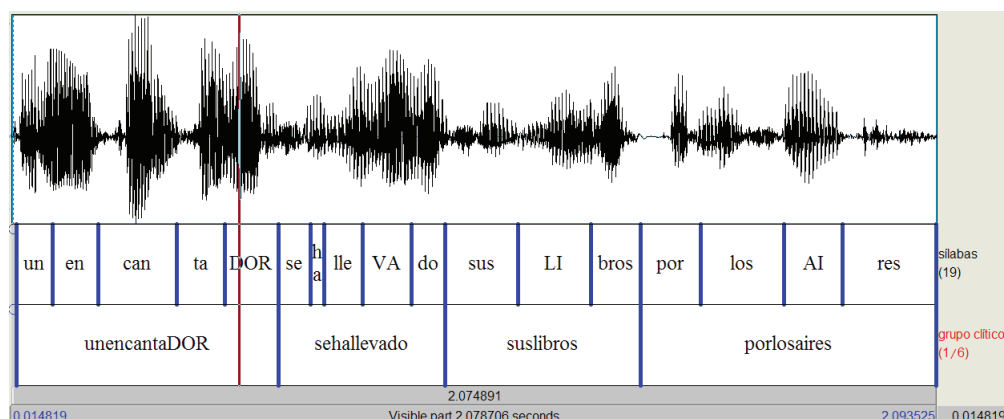 un en can ta DOR se ha lle VA do sus LI bros por los AI res sílabas
(19)
unencantaDOR sehallevado suslibros porlosaires grupo clítico
(1/6)
2.074891
0.014819 Visible part 2.078706 seconds 2.093525 0.014819